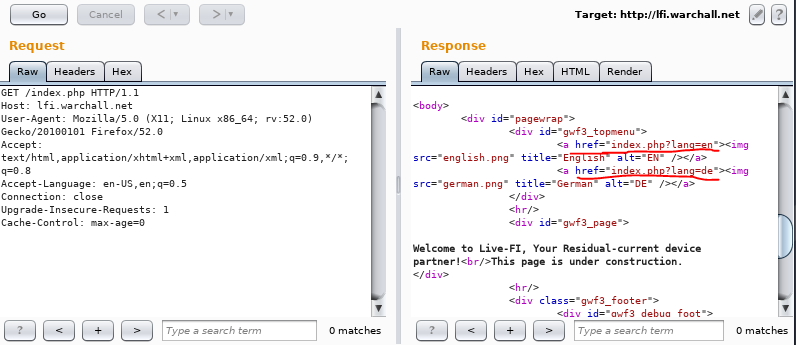 Go Cancel < > Target: http://lfi.warchall.net ?
Request
Raw Headers Hex
GET /index.php HTTP/1.1
Host: lfi.warchall.net
User-Agent: Mozilla/5.0 (X11; Linux x86_64; rv:52.0)
Gecko/20100101 Firefox/52.0
Accept:
text/html,application/xhtml+xml,application/xml;q=0.9,*/*;
q=0.8
Accept-Language: en-US,en;q=0.5
Connection: close
Upgrade-Insecure-Requests: 1
Cache-Control: max-age=0
? < + > Type a search term 0 matches
Response
Raw Headers Hex HTML Render
<body>
<div id="pagewrap">
<div id="gwf3_topmenu">
<a href="index.php?lang=en"><img
src="english.png" title="English" alt="EN" /></a>
<a href="index.php?lang=de"><img
src="german.png" title="German" alt="DE" /></a>
</div>
<hr/>
<div id="gwf3_page">
Welcome to Live-FI, Your Residual-current device
partner!<br/>This page is under construction.
</div>
<hr/>
<div class="gwf3_footer">
<div id="gwf3_debug_foot">
? < + > Type a search term 0 matches